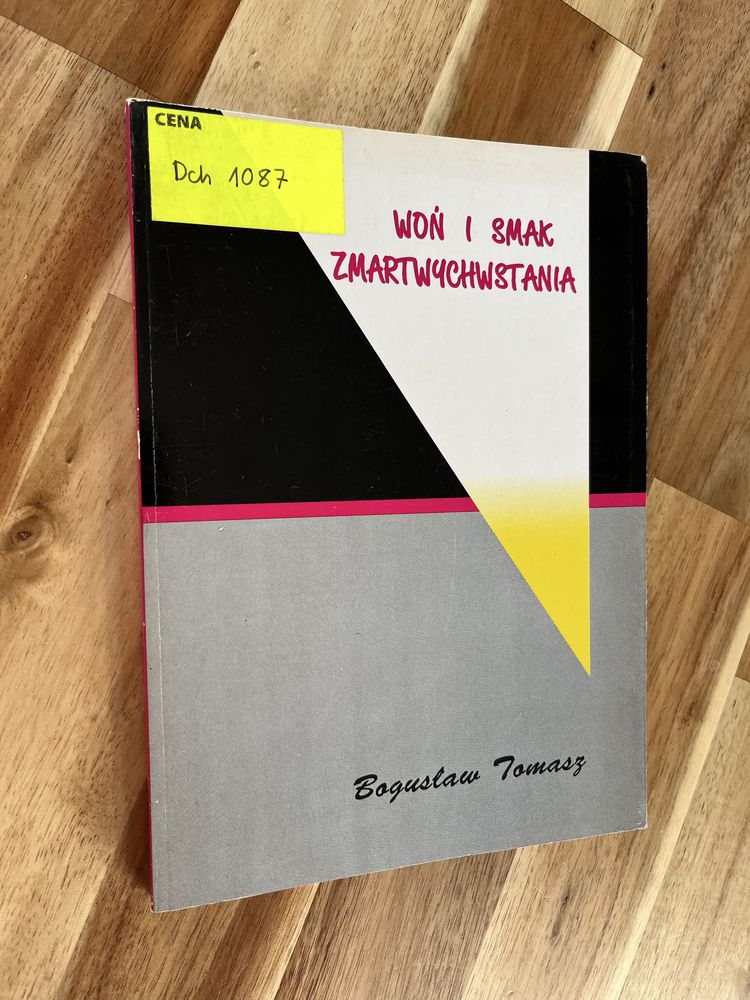 CENA
Dch 1087
WOŃ I SMAK
ZMARTWYCHWSTANIA
Bogusław Tomasz